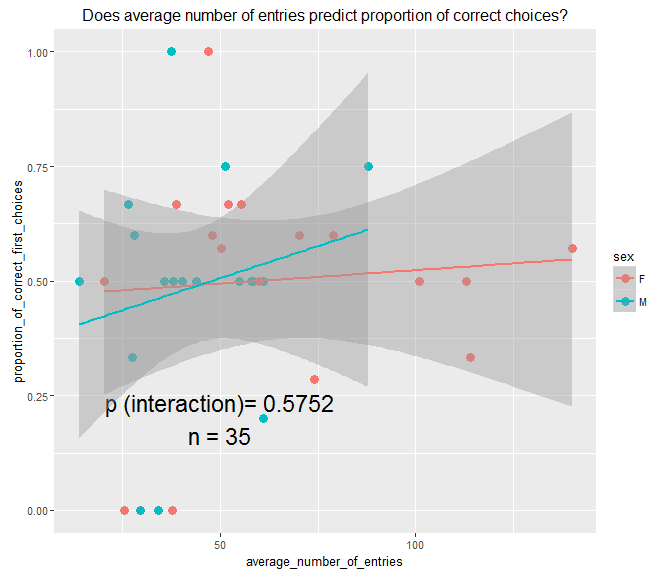 Does average number of entries predict proportion of correct choices?
1.00
0.75
0.50
0.25
0.00
proportion_of_correct_first_choices
p (interaction)= 0.5752
n = 35
50
100
average_number_of_entries
sex
F
M